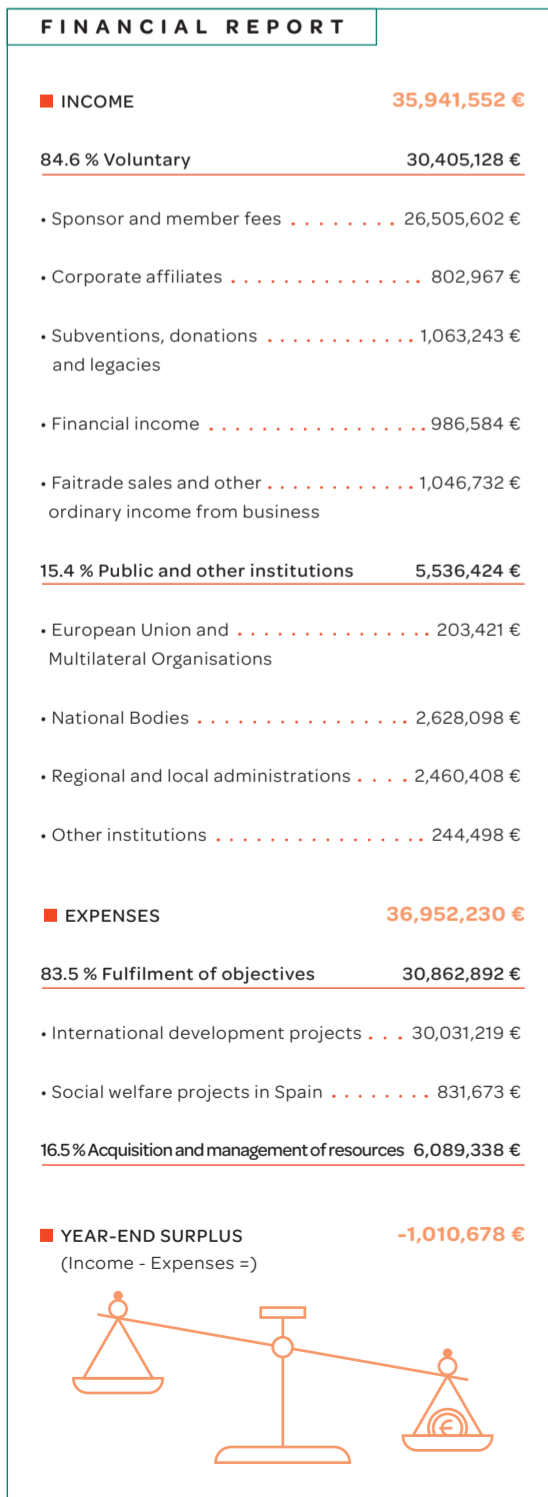 FINANCIAL REPORT
INCOME 35,941,552 €
84.6 % Voluntary 30,405,128 €
• Sponsor and member fees . . . . . . . . 26,505,602 €
• Corporate affiliates . . . . . . . . . . . . . . . 802,967 €
• Subventions, donations . . . . . . . . . . . . 1,063,243 €
and legacies
• Financial income . . . . . . . . . . . . . . . . . 986,584 €
• Faitrade sales and other . . . . . . . . . . . . 1,046,732 €
ordinary income from business
15.4 % Public and other institutions 5,536,424 €
• European Union and . . . . . . . . . . . . . . . 203,421 €
Multilateral Organisations
• National Bodies . . . . . . . . . . . . . . . . 2,628,098 €
• Regional and local administrations . . . . 2,460,408 €
• Other institutions . . . . . . . . . . . . . . . . 244,498 €
EXPENSES 36,952,230 €
83.5 % Fulfilment of objectives 30,862,892 €
• International development projects . . . 30,031,219 €
• Social welfare projects in Spain . . . . . . . . 831,673 €
16.5 % Acquisition and management of resources 6,089,338 €
YEAR-END SURPLUS -1,010,678 €
(Income - Expenses =)
€